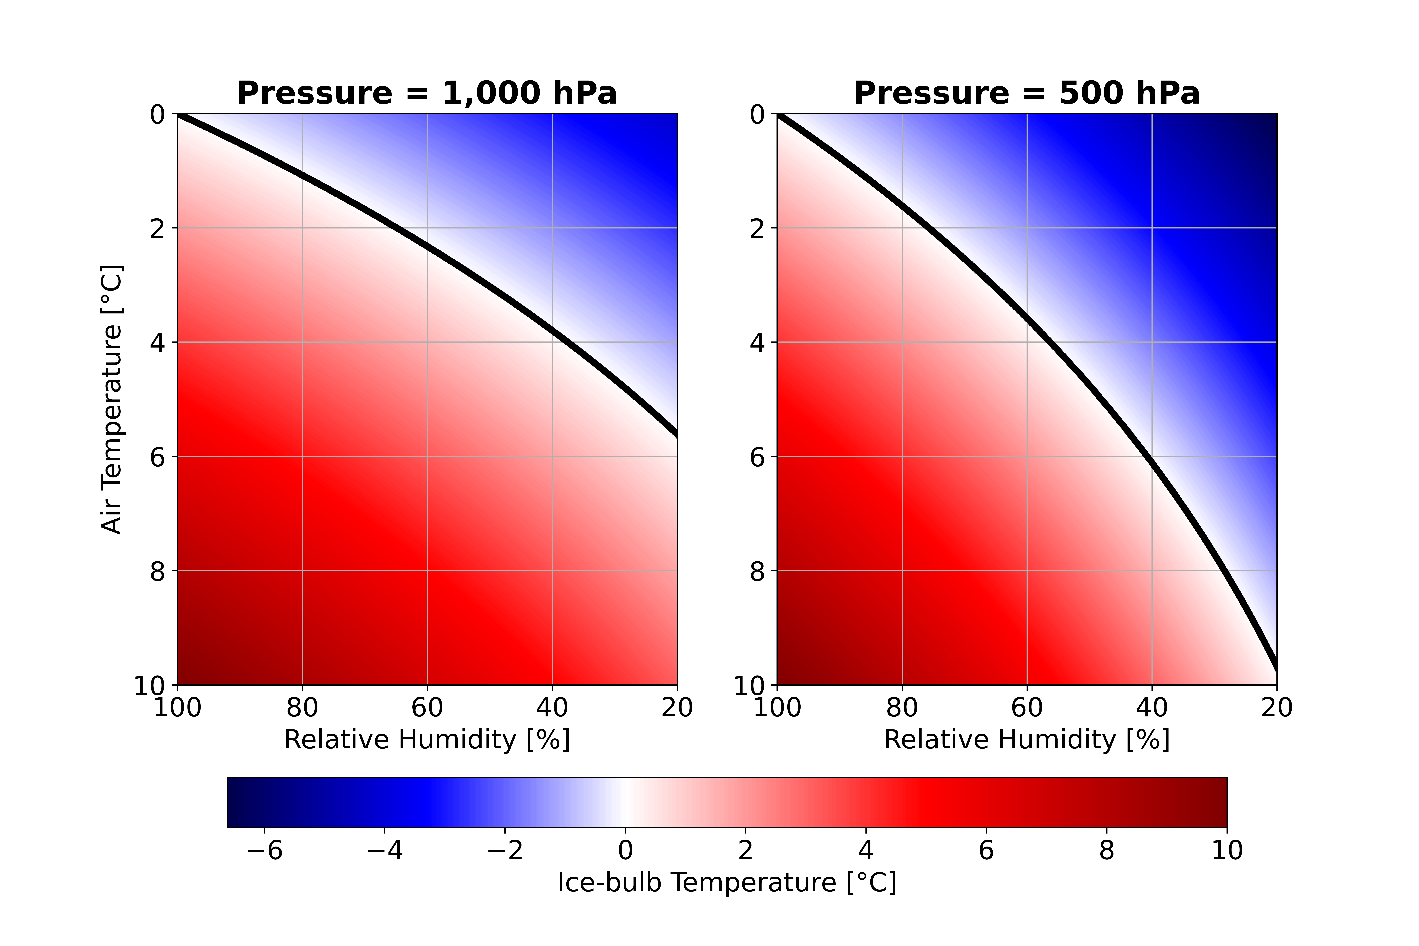 Pressure = 1,000 hPa
Pressure = 500 hPa
Air Temperature [°C]
0
2
4
6
8
10
100 80 60 40 20
Relative Humidity [%]
0
2
4
6
8
10
100 80 60 40 20
Relative Humidity [%]
−6 −4 −2 0 2 4 6 8 10
Ice-bulb Temperature [°C]